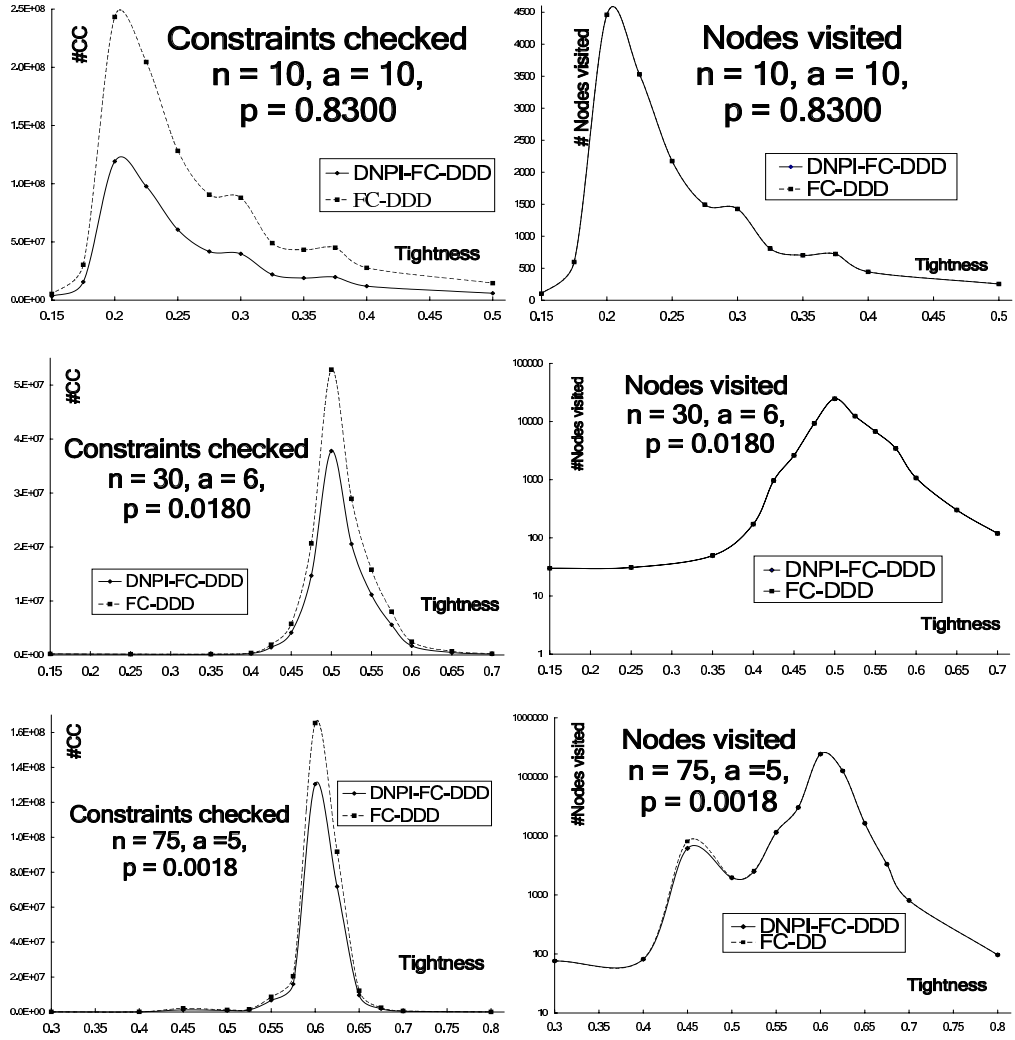 2.5E+08
2.0E+08
1.5E+08
1.0E+08
5.0E+07
0.0E+00
#CC
Constraints checked
n = 10, a = 10,
p = 0.8300
DNPI-FC-DDD
FC-DDD
Tightness
0.15 0.2 0.25 0.3 0.35 0.4 0.45 0.5
4500
4000
3500
3000
2500
2000
1500
1000
500
0
# Nodes visited
Nodes visited
n = 10, a = 10,
p = 0.8300
DNPI-FC-DDD
FC-DDD
Tightness
0.15 0.2 0.25 0.3 0.35 0.4 0.45 0.5
5.E+07
4.E+07
3.E+07
2.E+07
1.E+07
0.E+00
#CC
Constraints checked
n = 30, a = 6,
p = 0.0180
DNPI-FC-DDD
FC-DDD
Tightness
0.15 0.2 0.25 0.3 0.35 0.4 0.45 0.5 0.55 0.6 0.65 0.7
100000
10000
1000
100
10
1
#Nodes visited
Nodes visited
n = 30, a = 6,
p = 0.0180
DNPI-FC-DDD
FC-DDD
Tightness
0.15 0.2 0.25 0.3 0.35 0.4 0.45 0.5 0.55 0.6 0.65 0.7
1.6E+08
1.4E+08
1.2E+08
1.0E+08
8.0E+07
6.0E+07
4.0E+07
2.0E+07
0.0E+00
#CC
Constraints checked
n = 75, a =5,
p = 0.0018
DNPI-FC-DDD
FC-DDD
Tightness
0.3 0.35 0.4 0.45 0.5 0.55 0.6 0.65 0.7 0.75 0.8
1000000
100000
10000
1000
100
10
#Nodes visited
Nodes visited
n = 75, a =5,
p = 0.0018
DNPI-FC-DDD
FC-DD
Tightness
0.3 0.35 0.4 0.45 0.5 0.55 0.6 0.65 0.7 0.75 0.8